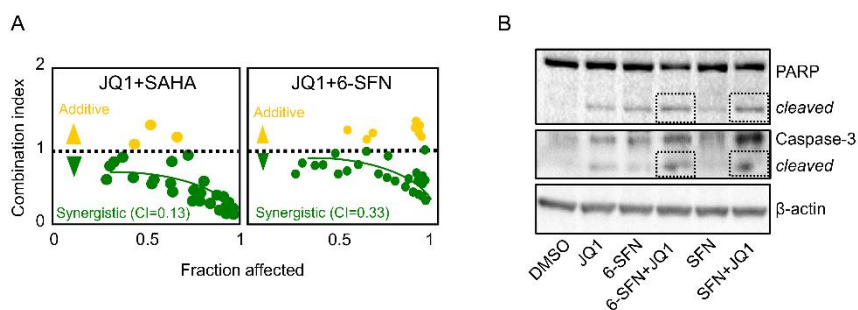 A
B
Combination index
2
1
0
JQ1+SAHA
Additive
Synergistic (CI=0.13)
JQ1+6-SFN
Additive
Synergistic (CI=0.33)
0
0.5
1
0.5
1
Fraction affected
PARP
cleaved
Caspase-3
cleaved
β-actin
DMSO
JQ1
6-SFN
6-SFN+JQ1
SFN
SFN+JQ1